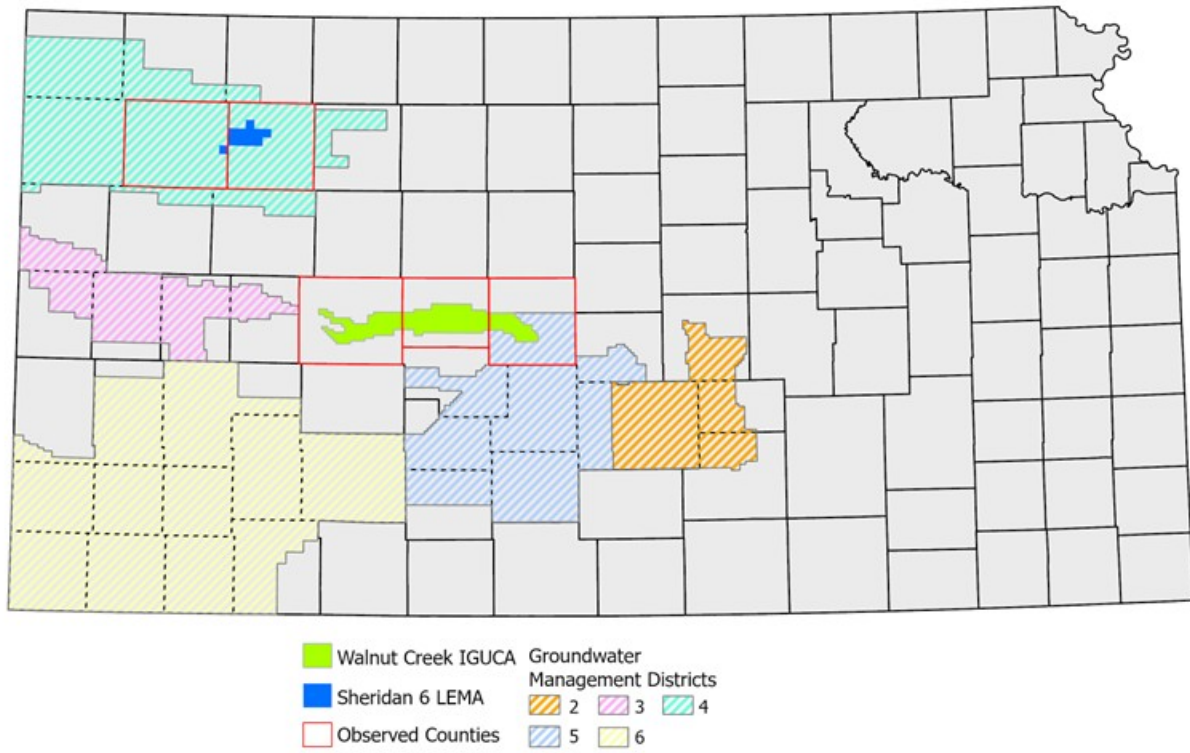 Walnut Creek IGUCA
Sheridan 6 LEMA
Observed Counties
Groundwater
Management Districts
2 3 4
5 6